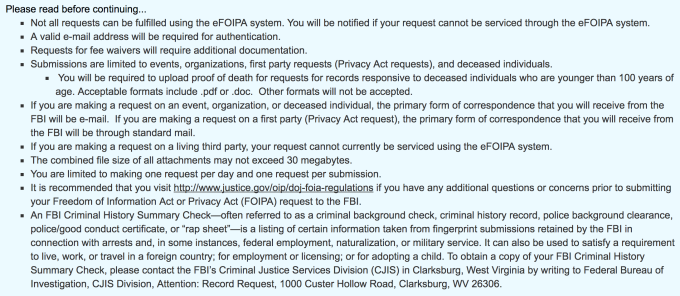 Please read before continuing...
▪ Not all requests can be fulfilled using the eFOIPA system. You will be notified if your request cannot be serviced through the eFOIPA system.
▪ A valid e-mail address will be required for authentication.
▪ Requests for fee waivers will require additional documentation.
▪ Submissions are limited to events, organizations, first party requests (Privacy Act requests), and deceased individuals.
▪ You will be required to upload proof of death for requests for records responsive to deceased individuals who are younger than 100 years of
age. Acceptable formats include .pdf or .doc. Other formats will not be accepted.
▪ If you are making a request on an event, organization, or deceased individual, the primary form of correspondence that you will receive from the
FBI will be e-mail. If you are making a request on a first party (Privacy Act request), the primary form of correspondence that you will receive from
the FBI will be through standard mail.
▪ If you are making a request on a living third party, your request cannot currently be serviced using the eFOIPA system.
▪ The combined file size of all attachments may not exceed 30 megabytes.
▪ You are limited to making one request per day and one request per submission.
▪ It is recommended that you visit http://www.justice.gov/oip/doj-foia-regulations if you have any additional questions or concerns prior to submitting
your Freedom of Information Act or Privacy Act (FOIPA) request to the FBI.
▪ An FBI Criminal History Summary Check—often referred to as a criminal background check, criminal history record, police background clearance,
police/good conduct certificate, or “rap sheet”—is a listing of certain information taken from fingerprint submissions retained by the FBI in
connection with arrests and, in some instances, federal employment, naturalization, or military service. It can also be used to satisfy a requirement
to live, work, or travel in a foreign country; for employment or licensing; or for adopting a child. To obtain a copy of your FBI Criminal History
Summary Check, please contact the FBI's Criminal Justice Services Division (CJIS) in Clarksburg, West Virginia by writing to Federal Bureau of
Investigation, CJIS Division, Attention: Record Request, 1000 Custer Hollow Road, Clarksburg, WV 26306.